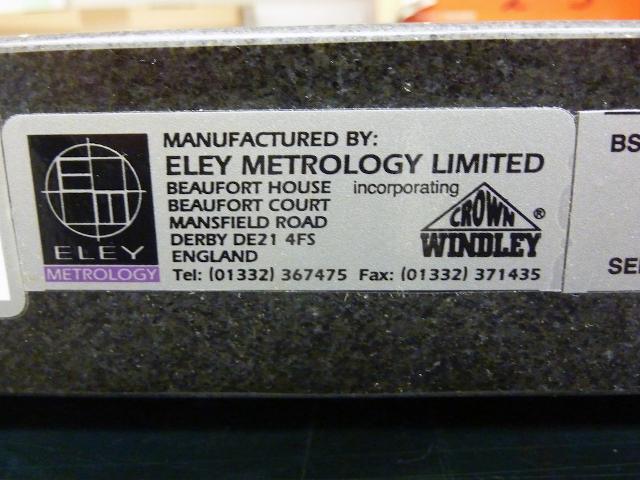 MANUFACTURED BY:
ELEY METROLOGY LIMITED
BEAUFORT HOUSE incorporating
BEAUFORT COURT
MANSFIELD ROAD
DERBY DE21 4FS
ENGLAND
Tel: (01332) 367475 Fax: (01332) 371435
EM
ELEY
METROLOGY
CROWN ®
WINDLEY
BS
SE